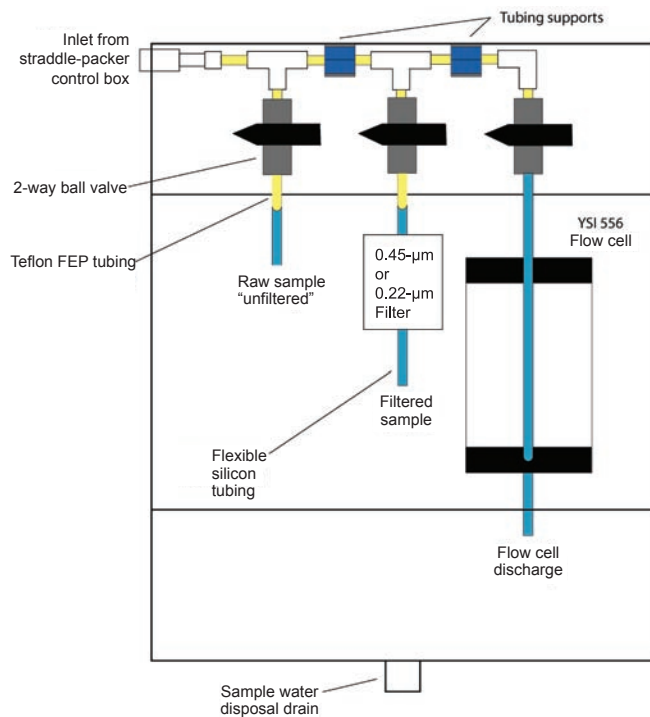 Tubing supports
Inlet from
straddle-packer
control box
2-way ball valve
Teflon FEP tubing
YSI 556
Flow cell
Raw sample
“unfiltered”
0.45-µm
or
0.22-µm
Filter
Filtered
sample
Flexible
silicon
tubing
Flow cell
discharge
Sample water
disposal drain